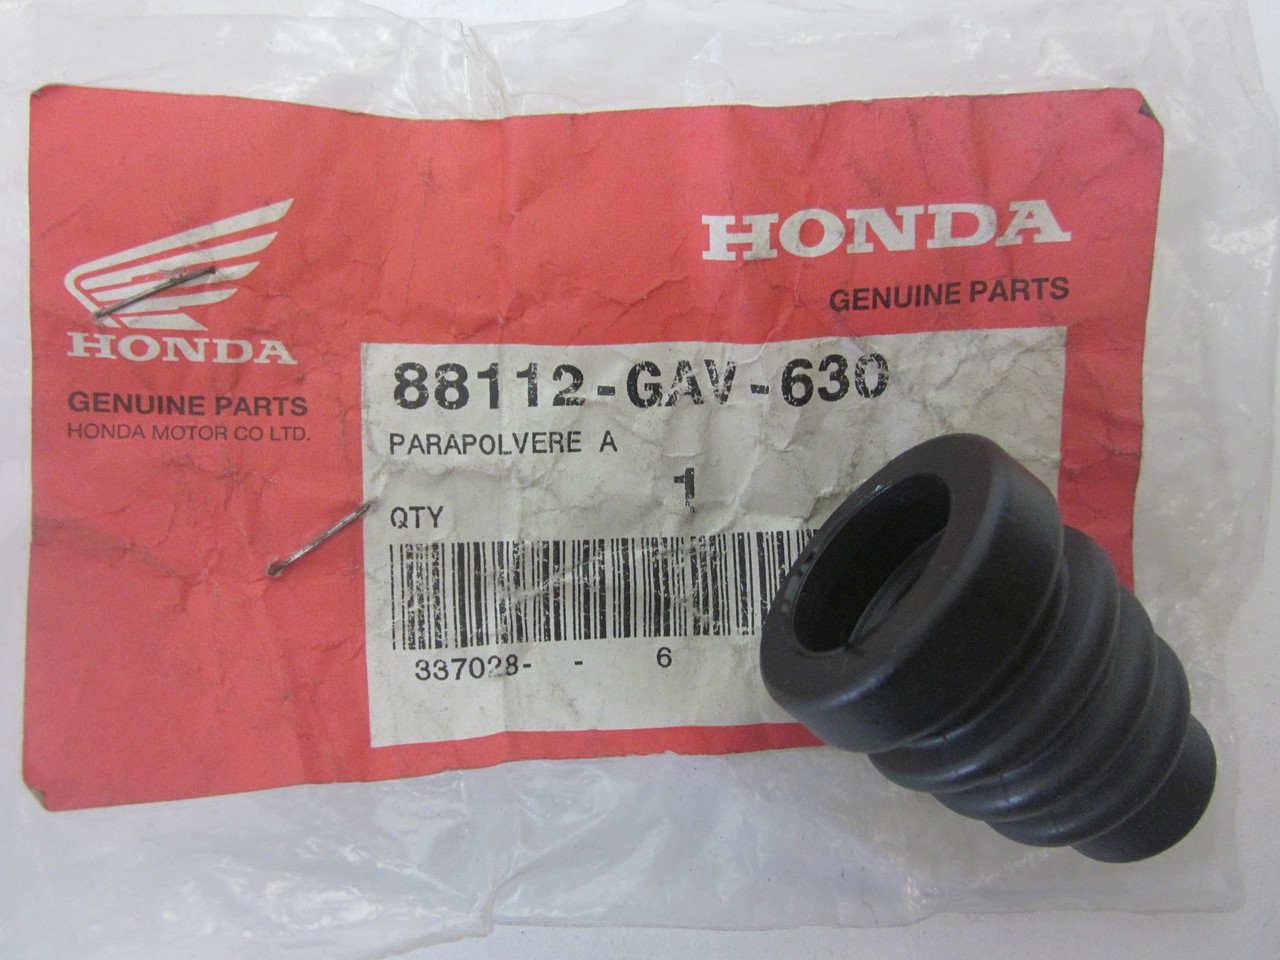 HONDA
GENUINE PARTS
HONDA
GENUINE PARTS
HONDA MOTOR CO LTD.
88112-GAV-630
PARAPOLVERE A
1
QTY
337028- - 6